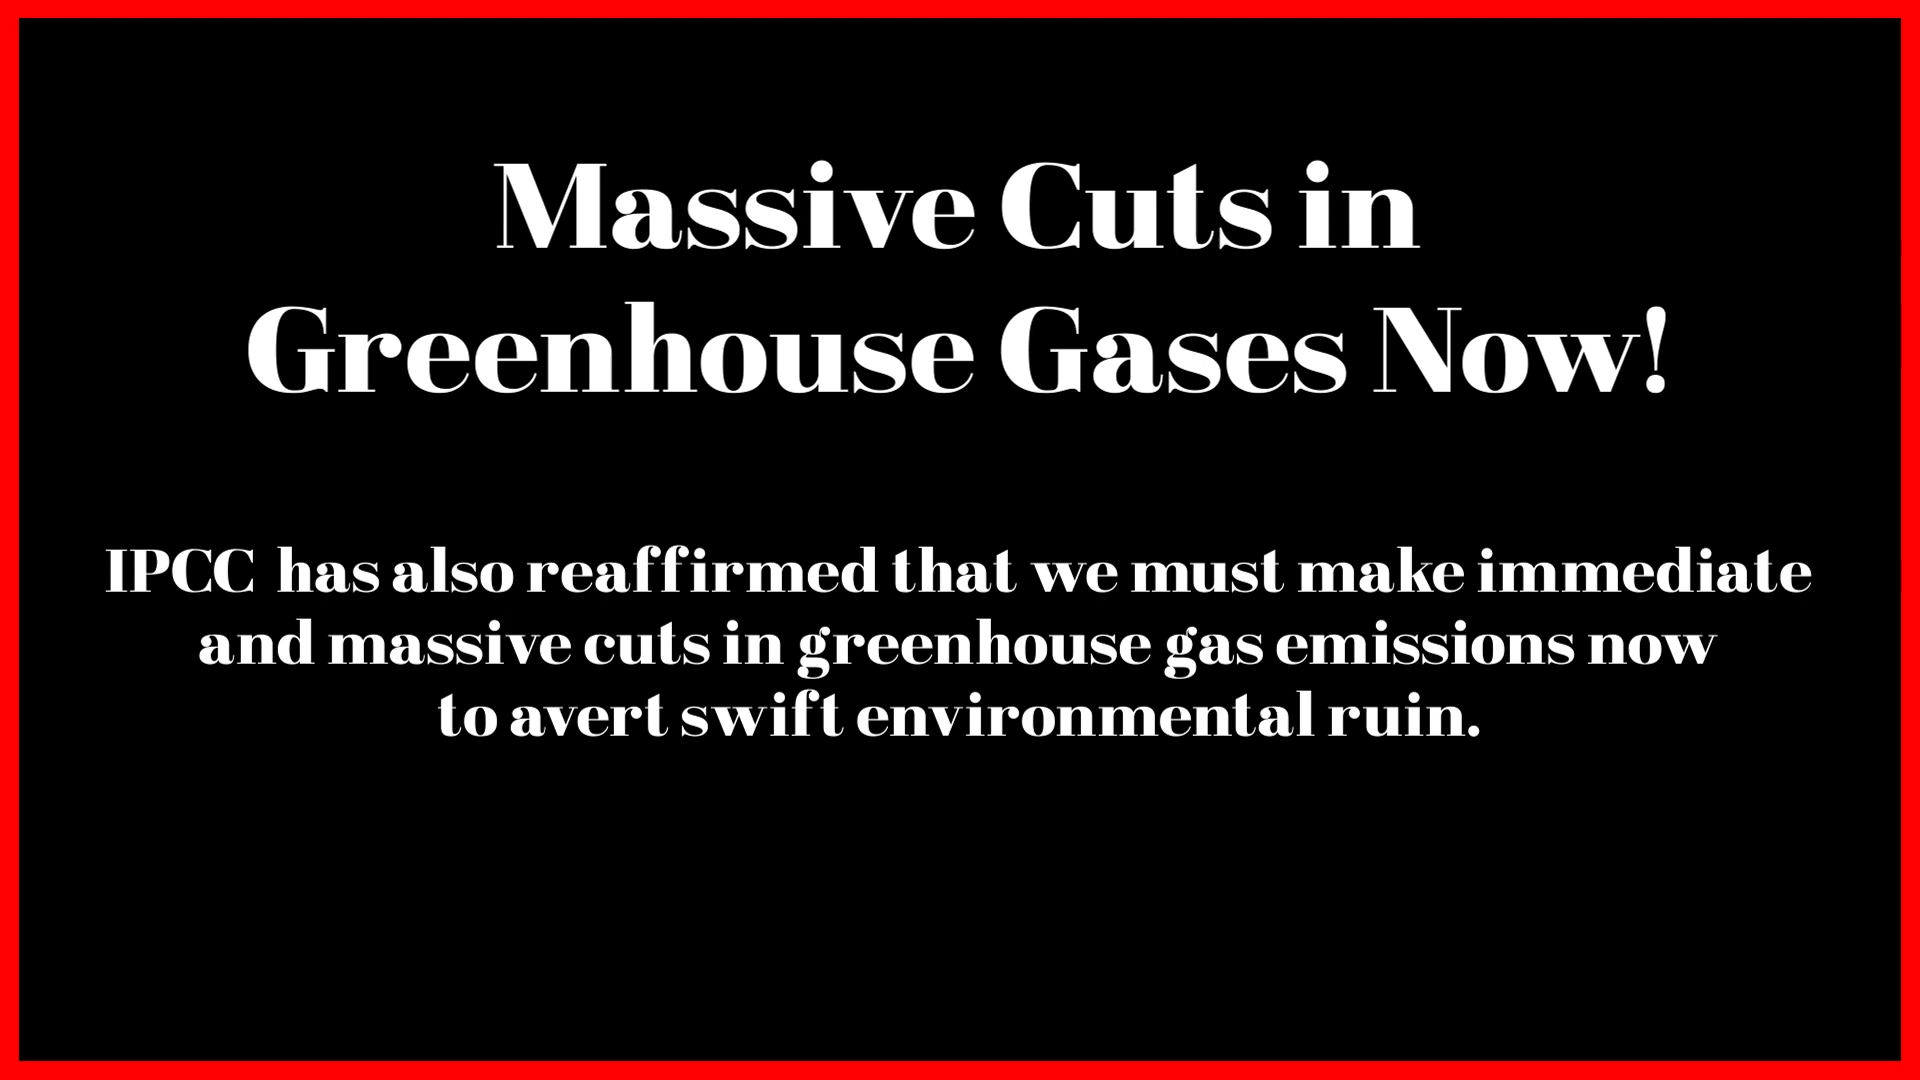 Massive Cuts in
Greenhouse Gases Now!
IPCC has also reaffirmed that we must make immediate
and massive cuts in greenhouse gas emissions now
to avert swift environmental ruin.